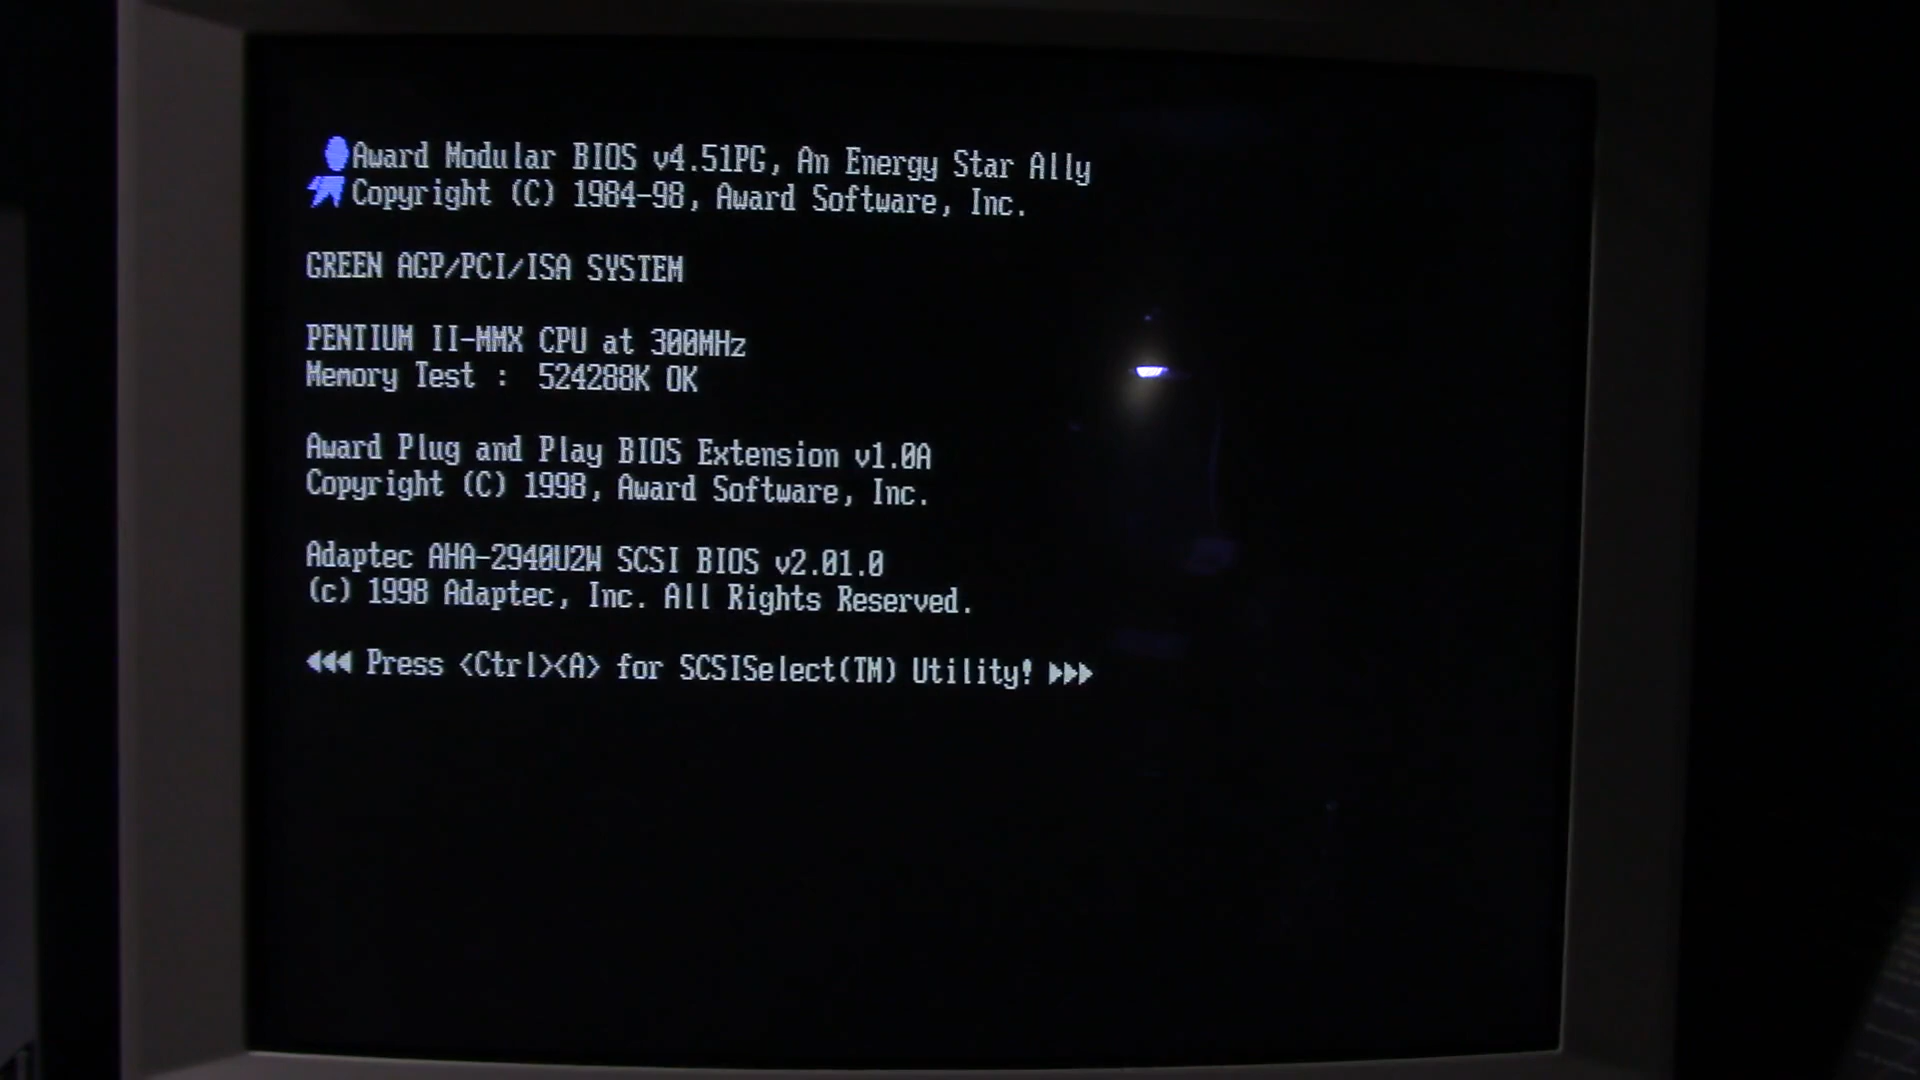 Award Modular BIOS v4.51PG, An Energy Star Ally
Copyright (C) 1984-98, Award Software, Inc.
GREEN AGP/PCI/ISA SYSTEM
PENTIUM II-MMX CPU at 300MHz
Memory Test : 524288K OK
Award Plug and Play BIOS Extension v1.0A
Copyright (C) 1998, Award Software, Inc.
Adaptec AHA-2940U2W SCSI BIOS v2.01.0
(c) 1998 Adaptec, Inc. All Rights Reserved.
◄◄◄ Press <Ctrl><A> for SCSISelect(TM) Utility! ►►►